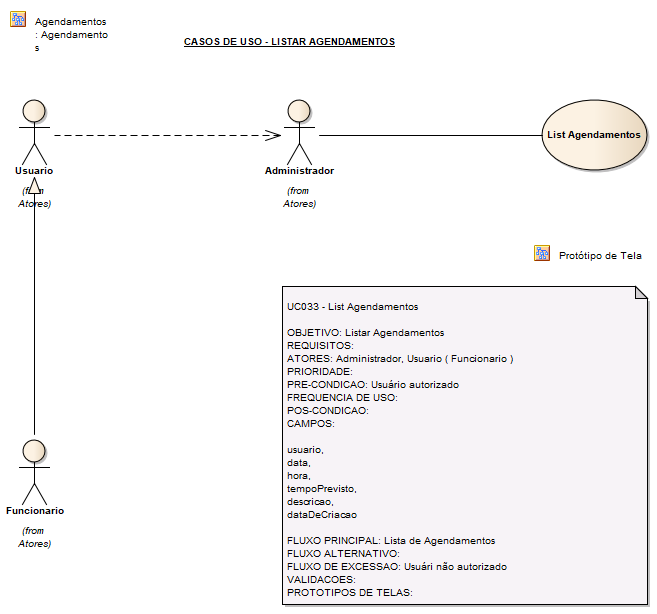 Agendamentos
: Agendamento
s
CASOS DE USO - LISTAR AGENDAMENTOS
Usuario
(from
Atores)
Administrador
(from
Atores)
List Agendamentos
Protótipo de Tela
UC033 - List Agendamentos
OBJETIVO: Listar Agendamentos
REQUISITOS:
ATORES: Administrador, Usuario ( Funcionario )
PRIORIDADE:
PRE-CONDICAO: Usuário autorizado
FREQUENCIA DE USO:
POS-CONDICAO:
CAMPOS:
usuario,
data,
hora,
tempoPrevisto,
descricao,
dataDeCriacao
FLUXO PRINCIPAL: Lista de Agendamentos
FLUXO ALTERNATIVO:
FLUXO DE EXCESSAO: Usuári não autorizado
VALIDACOES:
PROTOTIPOS DE TELAS:
Funcionario
(from
Atores)